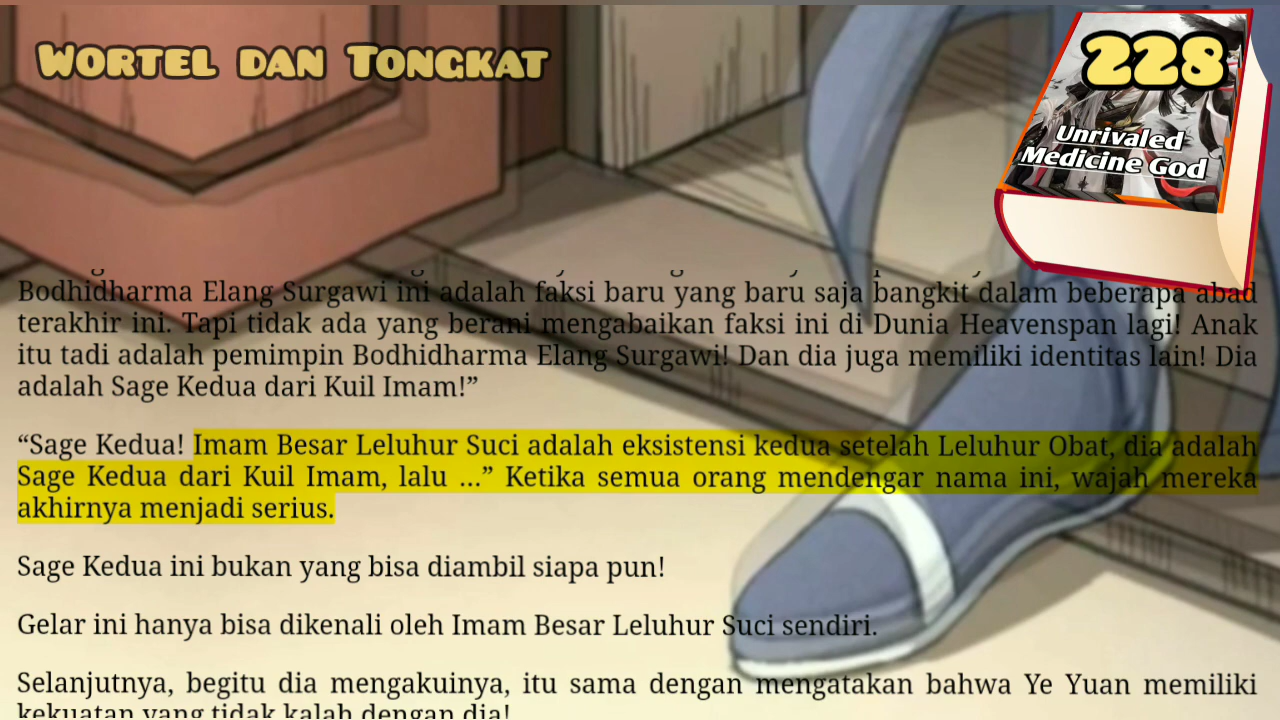 Wortel dan Tongkat
228
Unrivaled
Medicine God
Bodhidharma Elang Surgawi ini adalah faksi baru yang baru saja bangkit dalam beberapa abad
terakhir ini. Tapi tidak ada yang berani mengabaikan faksi ini di Dunia Heavenspan lagi! Anak
itu tadi adalah pemimpin Bodhidharma Elang Surgawi! Dan dia juga memiliki identitas lain! Dia
adalah Sage Kedua dari Kuil Imam!”
“Sage Kedua! Imam Besar Leluhur Suci adalah eksistensi kedua setelah Leluhur Obat, dia adalah
Sage Kedua dari Kuil Imam, lalu ...” Ketika semua orang mendengar nama ini, wajah mereka
akhirnya menjadi serius.
Sage Kedua ini bukan yang bisa diambil siapa pun!
Gelar ini hanya bisa dikenali oleh Imam Besar Leluhur Suci sendiri.
Selanjutnya, begitu dia mengakuinya, itu sama dengan mengatakan bahwa Ye Yuan memiliki
kekuatan yang tidak kalah dengan dia!